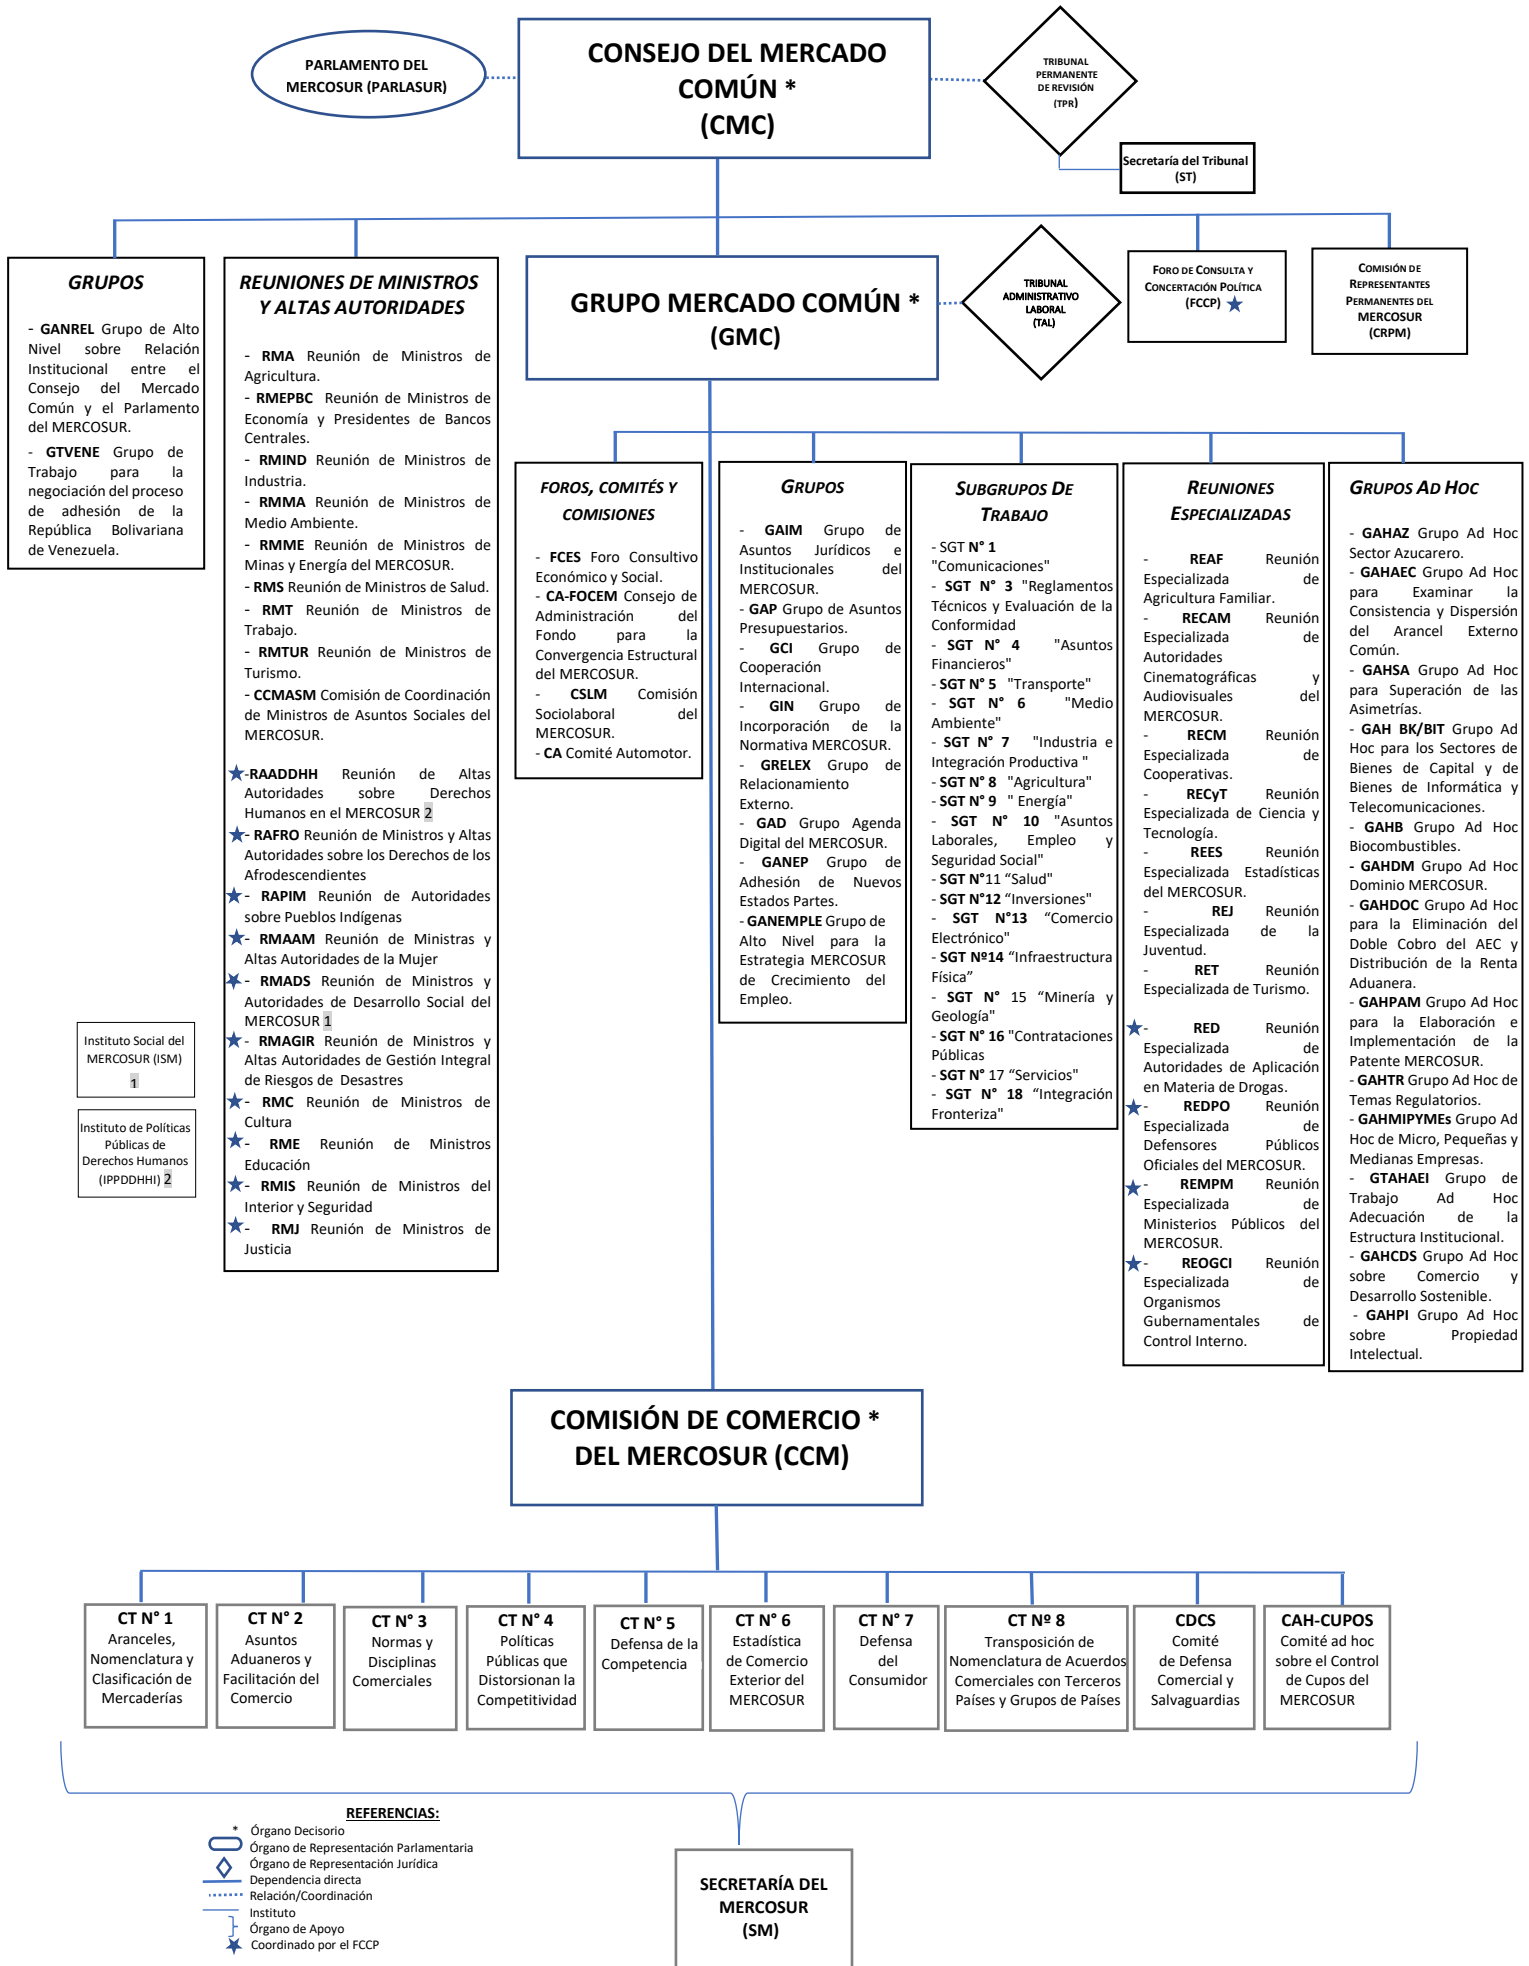 PARLAMENTO DEL
MERCOSUR (PARLASUR)
CONSEJO DEL MERCADO
COMÚN *
(CMC)
TRIBUNAL
PERMANENTE
DE REVISIÓN
(TPR)
Secretaría del Tribunal
(ST)
GRUPOS
- GANREL Grupo de Alto
Nivel sobre Relación
Institucional entre el
Consejo del Mercado
Común y el Parlamento
del MERCOSUR.
- GTVENE Grupo de
Trabajo para la
negociación del proceso
de adhesión de la
República Bolivariana
de Venezuela.
REUNIONES DE MINISTROS
Y ALTAS AUTORIDADES
- RMA Reunión de Ministros de
Agricultura.
- RMEPBC Reunión de Ministros de
Economía y Presidentes de Bancos
Centrales.
- RMIND Reunión de Ministros de
Industria.
- RMMA Reunión de Ministros de
Medio Ambiente.
- RMME Reunión de Ministros de
Minas y Energía del MERCOSUR.
- RMS Reunión de Ministros de Salud.
- RMT Reunión de Ministros de
Trabajo.
- RMTUR Reunión de Ministros de
Turismo.
- CCMASM Comisión de Coordinación
de Ministros de Asuntos Sociales del
MERCOSUR.
-RAADDHH Reunión de Altas
Autoridades sobre Derechos
Humanos en el MERCOSUR 2
- RAFRO Reunión de Ministros y Altas
Autoridades sobre los Derechos de los
Afrodescendientes
- RAPIM Reunión de Autoridades
sobre Pueblos Indígenas
- RMAAM Reunión de Ministras y
Altas Autoridades de la Mujer
- RMADS Reunión de Ministros y
Autoridades de Desarrollo Social del
MERCOSUR 1
- RMAGIR Reunión de Ministros y
Altas Autoridades de Gestión Integral
de Riesgos de Desastres
- RMC Reunión de Ministros de
Cultura
- RME Reunión de Ministros
Educación
- RMIS Reunión de Ministros del
Interior y Seguridad
- RMJ Reunión de Ministros de
Justicia
Instituto Social del
MERCOSUR (ISM)
1
Instituto de Políticas
Públicas de
Derechos Humanos
(IPPDDHHI) 2
GRUPO MERCADO COMÚN *
(GMC)
TRIBUNAL
ADMINISTRATIVO
LABORAL
(TAL)
FORO DE CONSULTA Y
CONCERTACIÓN POLÍTICA
(FCCP)
COMISIÓN DE
REPRESENTANTES
PERMANENTES DEL
MERCOSUR
(CRPM)
FOROS, COMITÉS Y
COMISIONES
- FCES Foro Consultivo
Económico y Social.
- CA-FOCEM Consejo de
Administración del
Fondo para la
Convergencia Estructural
del MERCOSUR.
- CSLM Comisión
Sociolaboral del
MERCOSUR.
- CA Comité Automotor.
GRUPOS
- GAIM Grupo de
Asuntos Jurídicos e
Institucionales del
MERCOSUR.
- GAP Grupo de Asuntos
Presupuestarios.
- GCI Grupo de
Cooperación
Internacional.
- GIN Grupo de
Incorporación de la
Normativa MERCOSUR.
- GRELEX Grupo de
Relacionamiento
Externo.
- GAD Grupo Agenda
Digital del MERCOSUR.
- GANEP Grupo de
Adhesión de Nuevos
Estados Partes.
- GANEMPLE Grupo de
Alto Nivel para la
Estrategia MERCOSUR
de Crecimiento del
Empleo.
SUBGRUPOS DE
TRABAJO
- SGT N° 1
"Comunicaciones"
- SGT N° 3 "Reglamentos
Técnicos y Evaluación de la
Conformidad
- SGT N° 4 "Asuntos
Financieros"
- SGT N° 5 "Transporte"
- SGT N° 6 "Medio
Ambiente"
- SGT N° 7 "Industria e
Integración Productiva "
- SGT N° 8 "Agricultura"
- SGT N° 9 " Energía"
- SGT N° 10 "Asuntos
Laborales, Empleo y
Seguridad Social"
- SGT N°11 “Salud"
- SGT N°12 “Inversiones"
- SGT N°13 “Comercio
Electrónico"
- SGT Nº14 “Infraestructura
Física”
- SGT N° 15 “Minería y
Geología"
- SGT N° 16 "Contrataciones
Públicas
- SGT N° 17 “Servicios"
- SGT N° 18 “Integración
Fronteriza"
REUNIONES
ESPECIALIZADAS
- REAF Reunión
Especializada de
Agricultura Familiar.
- RECAM Reunión
Especializada de
Autoridades
Cinematográficas y
Audiovisuales del
MERCOSUR.
- RECM Reunión
Especializada de
Cooperativas.
- RECyT Reunión
Especializada de Ciencia y
Tecnología.
- REES Reunión
Especializada Estadísticas
del MERCOSUR.
- REJ Reunión
Especializada de la
Juventud.
- RET Reunión
Especializada de Turismo.
- RED Reunión
Especializada de
Autoridades de Aplicación
en Materia de Drogas.
- REDPO Reunión
Especializada de
Defensores Públicos
Oficiales del MERCOSUR.
- REMPM Reunión
Especializada de
Ministerios Públicos del
MERCOSUR.
- REOGCI Reunión
Especializada de
Organismos
Gubernamentales de
Control Interno.
GRUPOS AD HOC
- GAHAZ Grupo Ad Hoc
Sector Azucarero.
- GAHAEC Grupo Ad Hoc
para Examinar la
Consistencia y Dispersión
del Arancel Externo
Común.
- GAHSA Grupo Ad Hoc
para Superación de las
Asimetrías.
- GAH BK/BIT Grupo Ad
Hoc para los Sectores de
Bienes de Capital y de
Bienes de Informática y
Telecomunicaciones.
- GAHB Grupo Ad Hoc
Biocombustibles.
- GAHDM Grupo Ad Hoc
Dominio MERCOSUR.
- GAHDOC Grupo Ad Hoc
para la Eliminación del
Doble Cobro del AEC y
Distribución de la Renta
Aduanera.
- GAHPAM Grupo Ad Hoc
para la Elaboración e
Implementación de la
Patente MERCOSUR.
- GAHTR Grupo Ad Hoc de
Temas Regulatorios.
- GAHMIPYMEs Grupo Ad
Hoc de Micro, Pequeñas y
Medianas Empresas.
- GTAHAEI Grupo de
Trabajo Ad Hoc
Adecuación de la
Estructura Institucional.
- GAHCDS Grupo Ad Hoc
sobre Comercio y
Desarrollo Sostenible.
- GAHPI Grupo Ad Hoc
sobre Propiedad
Intelectual.
COMISIÓN DE COMERCIO *
DEL MERCOSUR (CCM)
CT N° 1
Aranceles,
Nomenclatura y
Clasificación de
Mercaderías
CT N° 2
Asuntos
Aduaneros y
Facilitación del
Comercio
CT N° 3
Normas y
Disciplinas
Comerciales
CT N° 4
Políticas
Públicas que
Distorsionan la
Competitividad
CT N° 5
Defensa de la
Competencia
CT N° 6
Estadística
de Comercio
Exterior del
MERCOSUR
CT N° 7
Defensa
del
Consumidor
CT Nº 8
Transposición de
Nomenclatura de Acuerdos
Comerciales con Terceros
Países y Grupos de Países
CDCS
Comité
de Defensa
Comercial y
Salvaguardias
CAH-CUPOS
Comité ad hoc
sobre el Control
de Cupos del
MERCOSUR
REFERENCIAS:
* Órgano Decisorio
Órgano de Representación Parlamentaria
Órgano de Representación Jurídica
Dependencia directa
Relación/Coordinación
Instituto
Órgano de Apoyo
Coordinado por el FCCP
SECRETARÍA DEL
MERCOSUR
(SM)